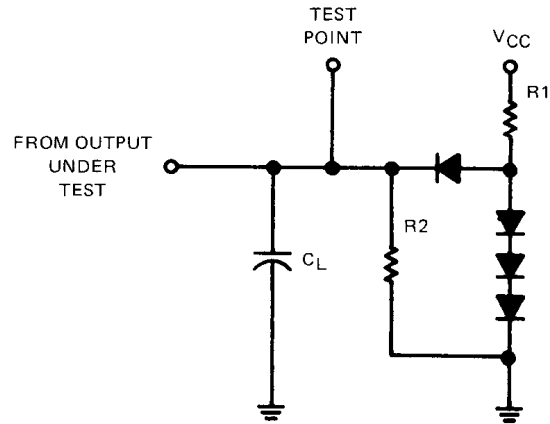 TEST
POINT
VCC
R1
FROM OUTPUT
UNDER
TEST
R2
CL